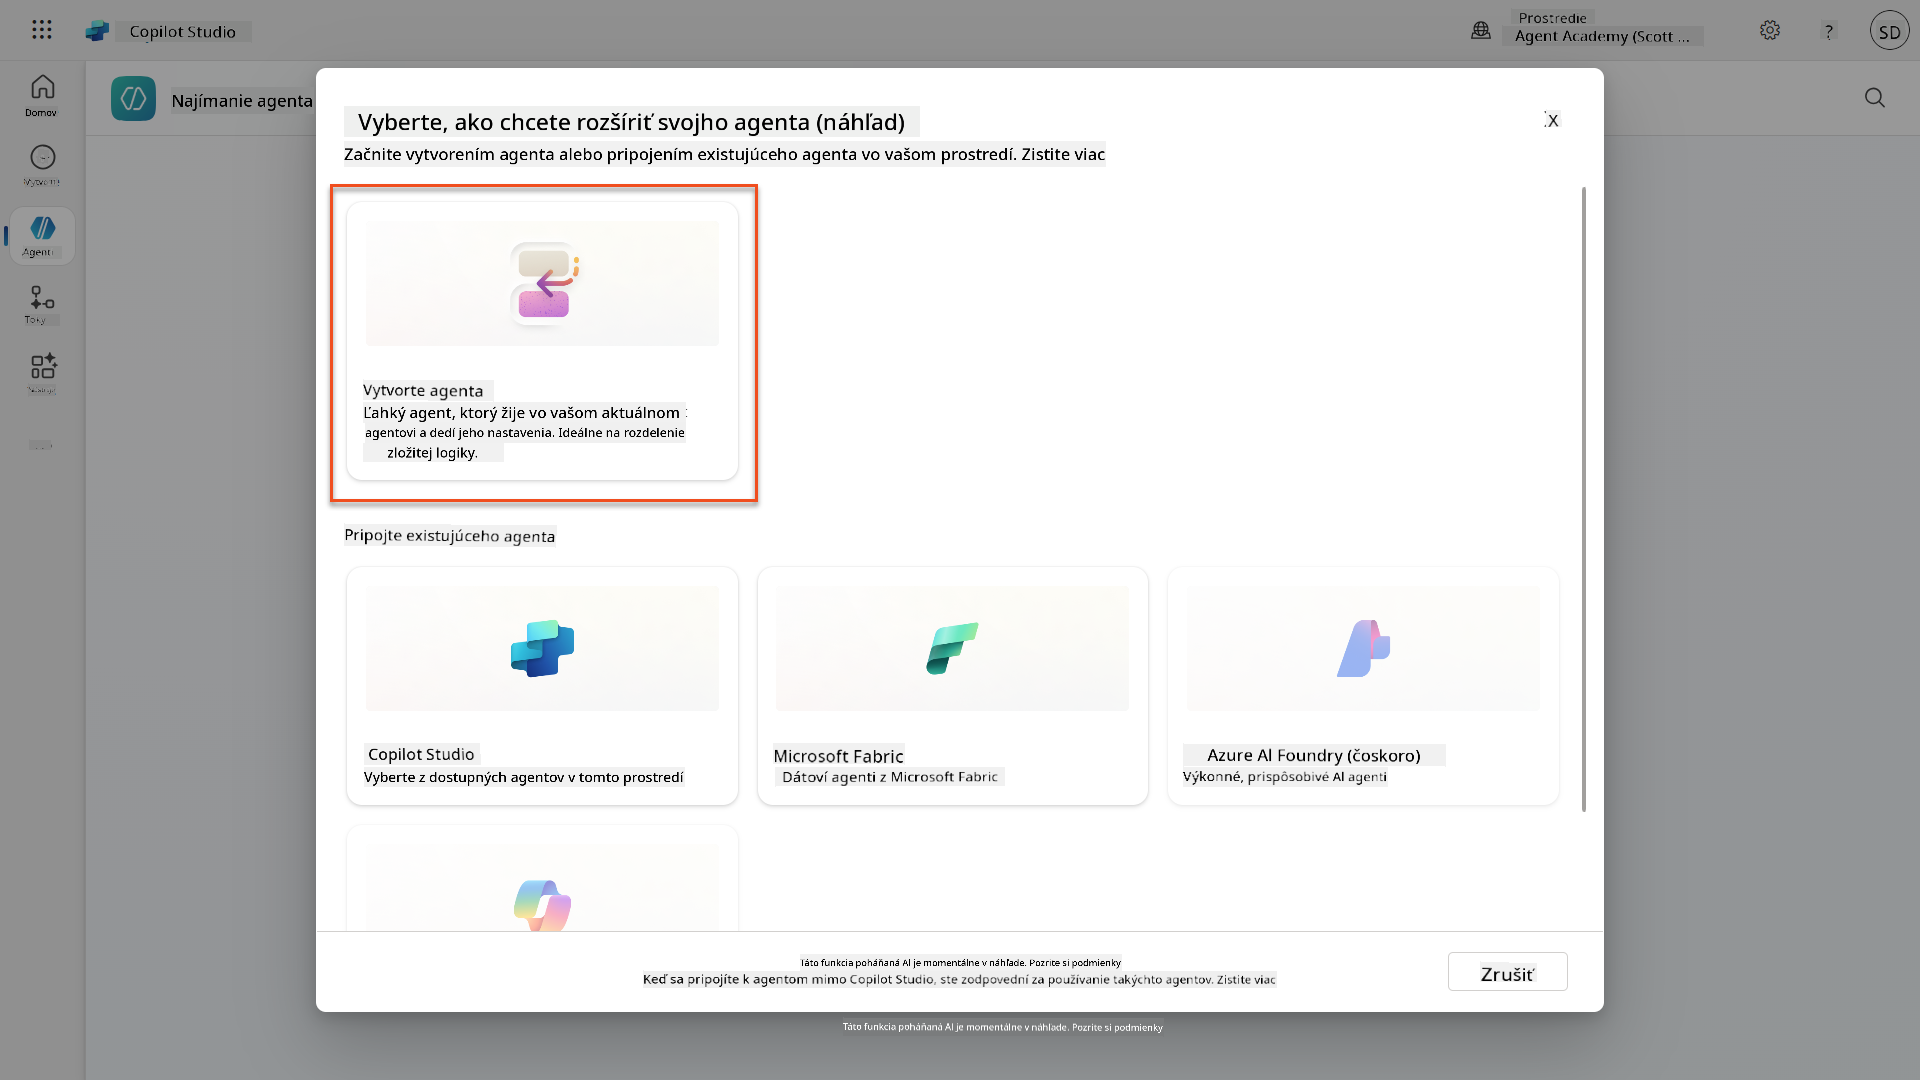 Copilot Studio
Prostredie
Agent Academy (Scott ...
?
SD
Domov
Najímanie agenta
Agenti
Toky
Vyberte, ako chcete rozšíriť svojho agenta (náhľad)
X
Začnite vytvorením agenta alebo pripojením existujúceho agenta vo vašom prostredí. Zistite viac
Vytvorte agenta
Ľahký agent, ktorý žije vo vašom aktuálnom
agentovi a dedí jeho nastavenia. Ideálne na rozdelenie
zložitej logiky.
Pripojte existujúceho agenta
Copilot Studio
Vyberte z dostupných agentov v tomto prostredí
Microsoft Fabric
Dátoví agenti z Microsoft Fabric
Azure AI Foundry (čoskoro)
Výkonné, prispôsobivé AI agenti
Táto funkcia poháňaná AI je momentálne v náhľade. Pozrite si podmienky
Keď sa pripojíte k agentom mimo Copilot Studio, ste zodpovední za používanie takýchto agentov. Zistite viac
Zrušiť
Táto funkcia poháňaná AI je momentálne v náhľade. Pozrite si podmienky